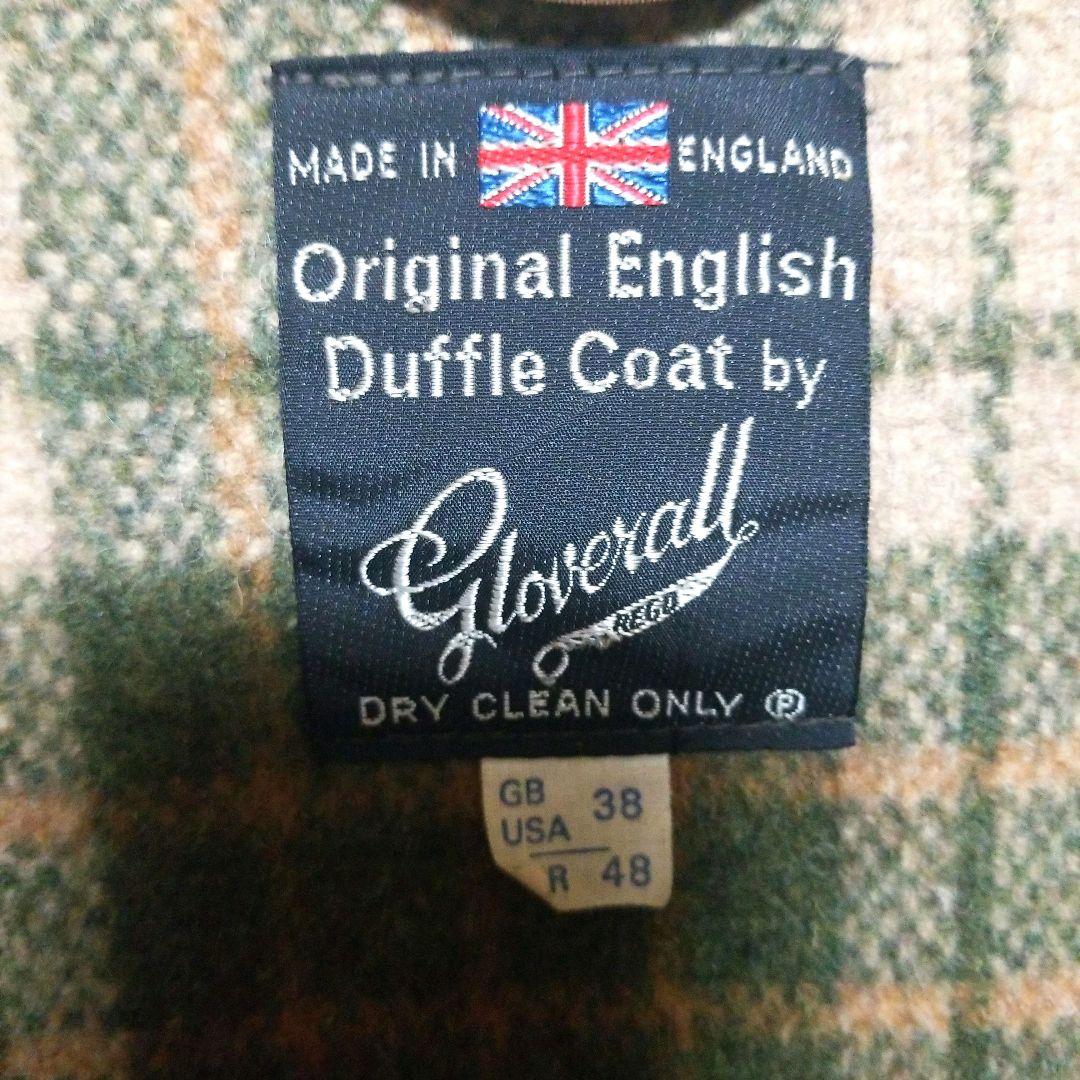 MADE IN ENGLAND
Original English
Duffle Coat by
Gloverall
REGD
DRY CLEAN ONLY Ⓟ
GB
USA 38
R 48